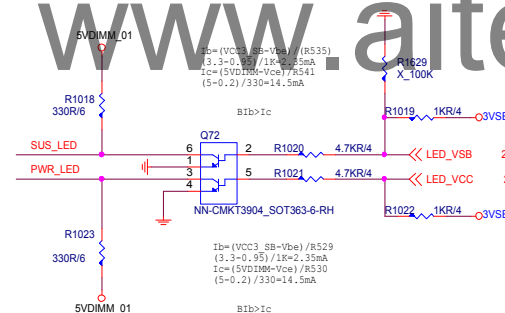 www.aite
5VDIMM_01
Ib=(VCC3_SB-Vbe)/(R535)
(3.3-0.95)/1K=2.35mA
Ic=(5VDIMM-Vce)/R541
(5-0.2)/330=14.5mA
BIb>Ic
R1629
X_100K
R1018
330R/6
R1019 1KR/4
3VSB
SUS_LED
Q72
6
1
3
4
2
5
R1020 4.7KR/4
LED_VSB 2
PWR_LED
R1021 4.7KR/4
LED_VCC
NN-CMKT3904_SOT363-6-RH
R1022 1KR/4
3VSB
R1023
330R/6
Ib=(VCC3_SB-Vbe)/R529
(3.3-0.95)/1K=2.35mA
Ic=(5VDIMM-Vce)/R530
(5-0.2)/330=14.5mA
BIb>Ic
5VDIMM_01